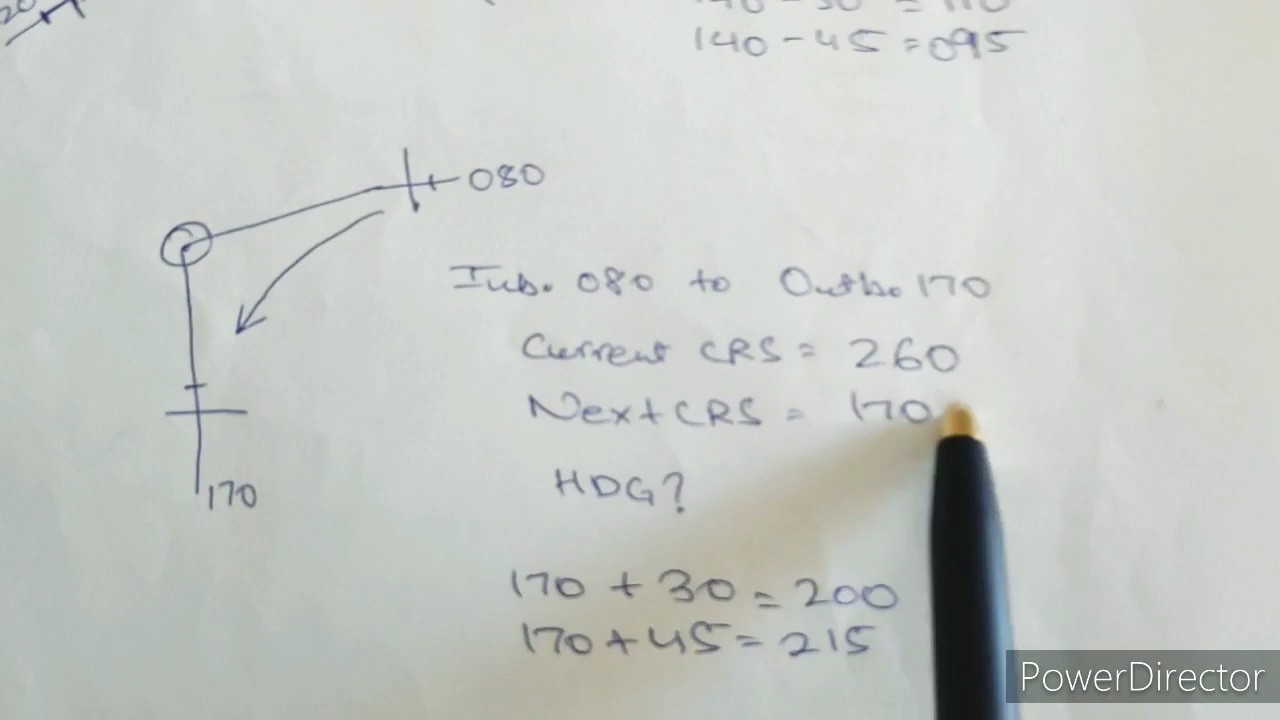 140-45=095
080
Inb. 080 to Outb. 170
Current CRS = 260
Next CRS = 170
HDG?
170
170 + 30 = 200
170 + 45 = 215
PowerDirector